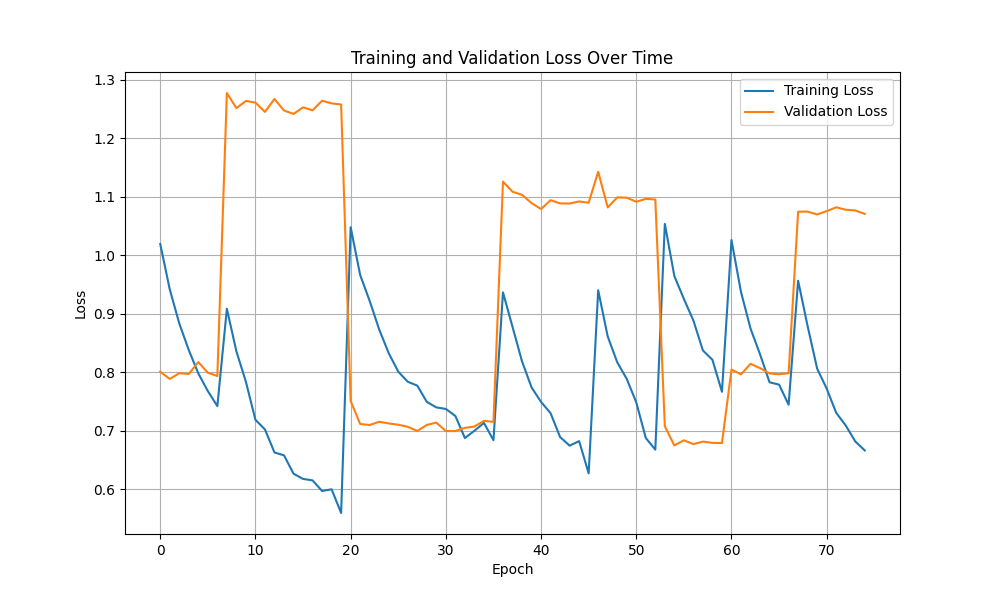 Training and Validation Loss Over Time
Training Loss
Validation Loss
1.3
1.2
1.1
1.0
0.9
0.8
0.7
0.6
Loss
0 10 20 30 40 50 60 70
Epoch